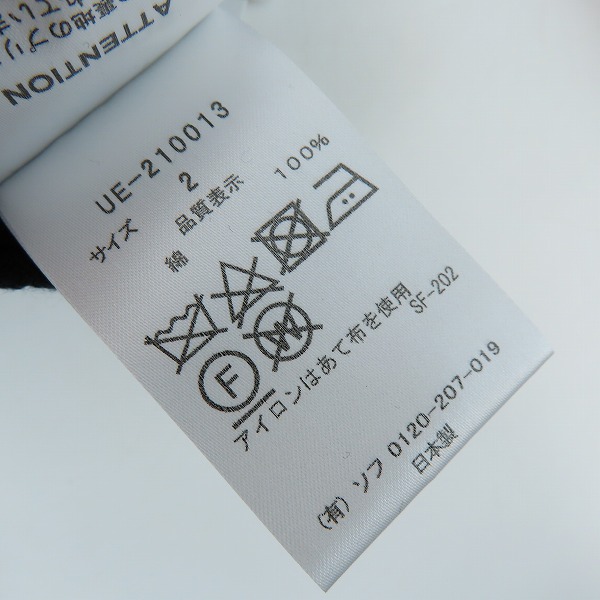 ATTENTION
UE-210013
サイズ 2
品質表示
綿 100%
F
W
アイロンはあて布を使用
SF-202
(有) ソフ 0120-207-019
日本製